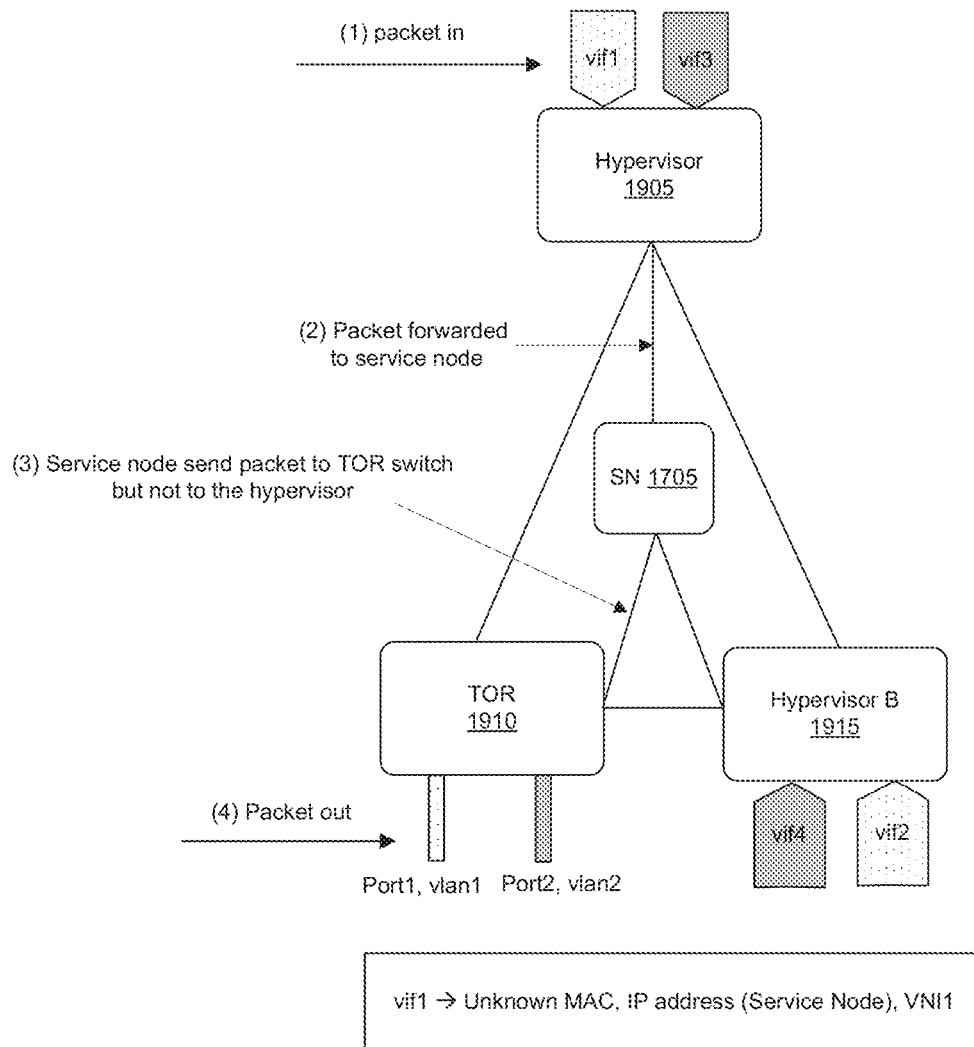 (1) packet in
vif1
vif3
Hypervisor
1905
(2) Packet forwarded
to service node
(3) Service node send packet to TOR switch
but not to the hypervisor
SN 1705
TOR
1910
Hypervisor B
1915
(4) Packet out
vif4
vif2
Port1, vlan1
Port2, vlan2
vif1 → Unknown MAC, IP address (Service Node), VNI1